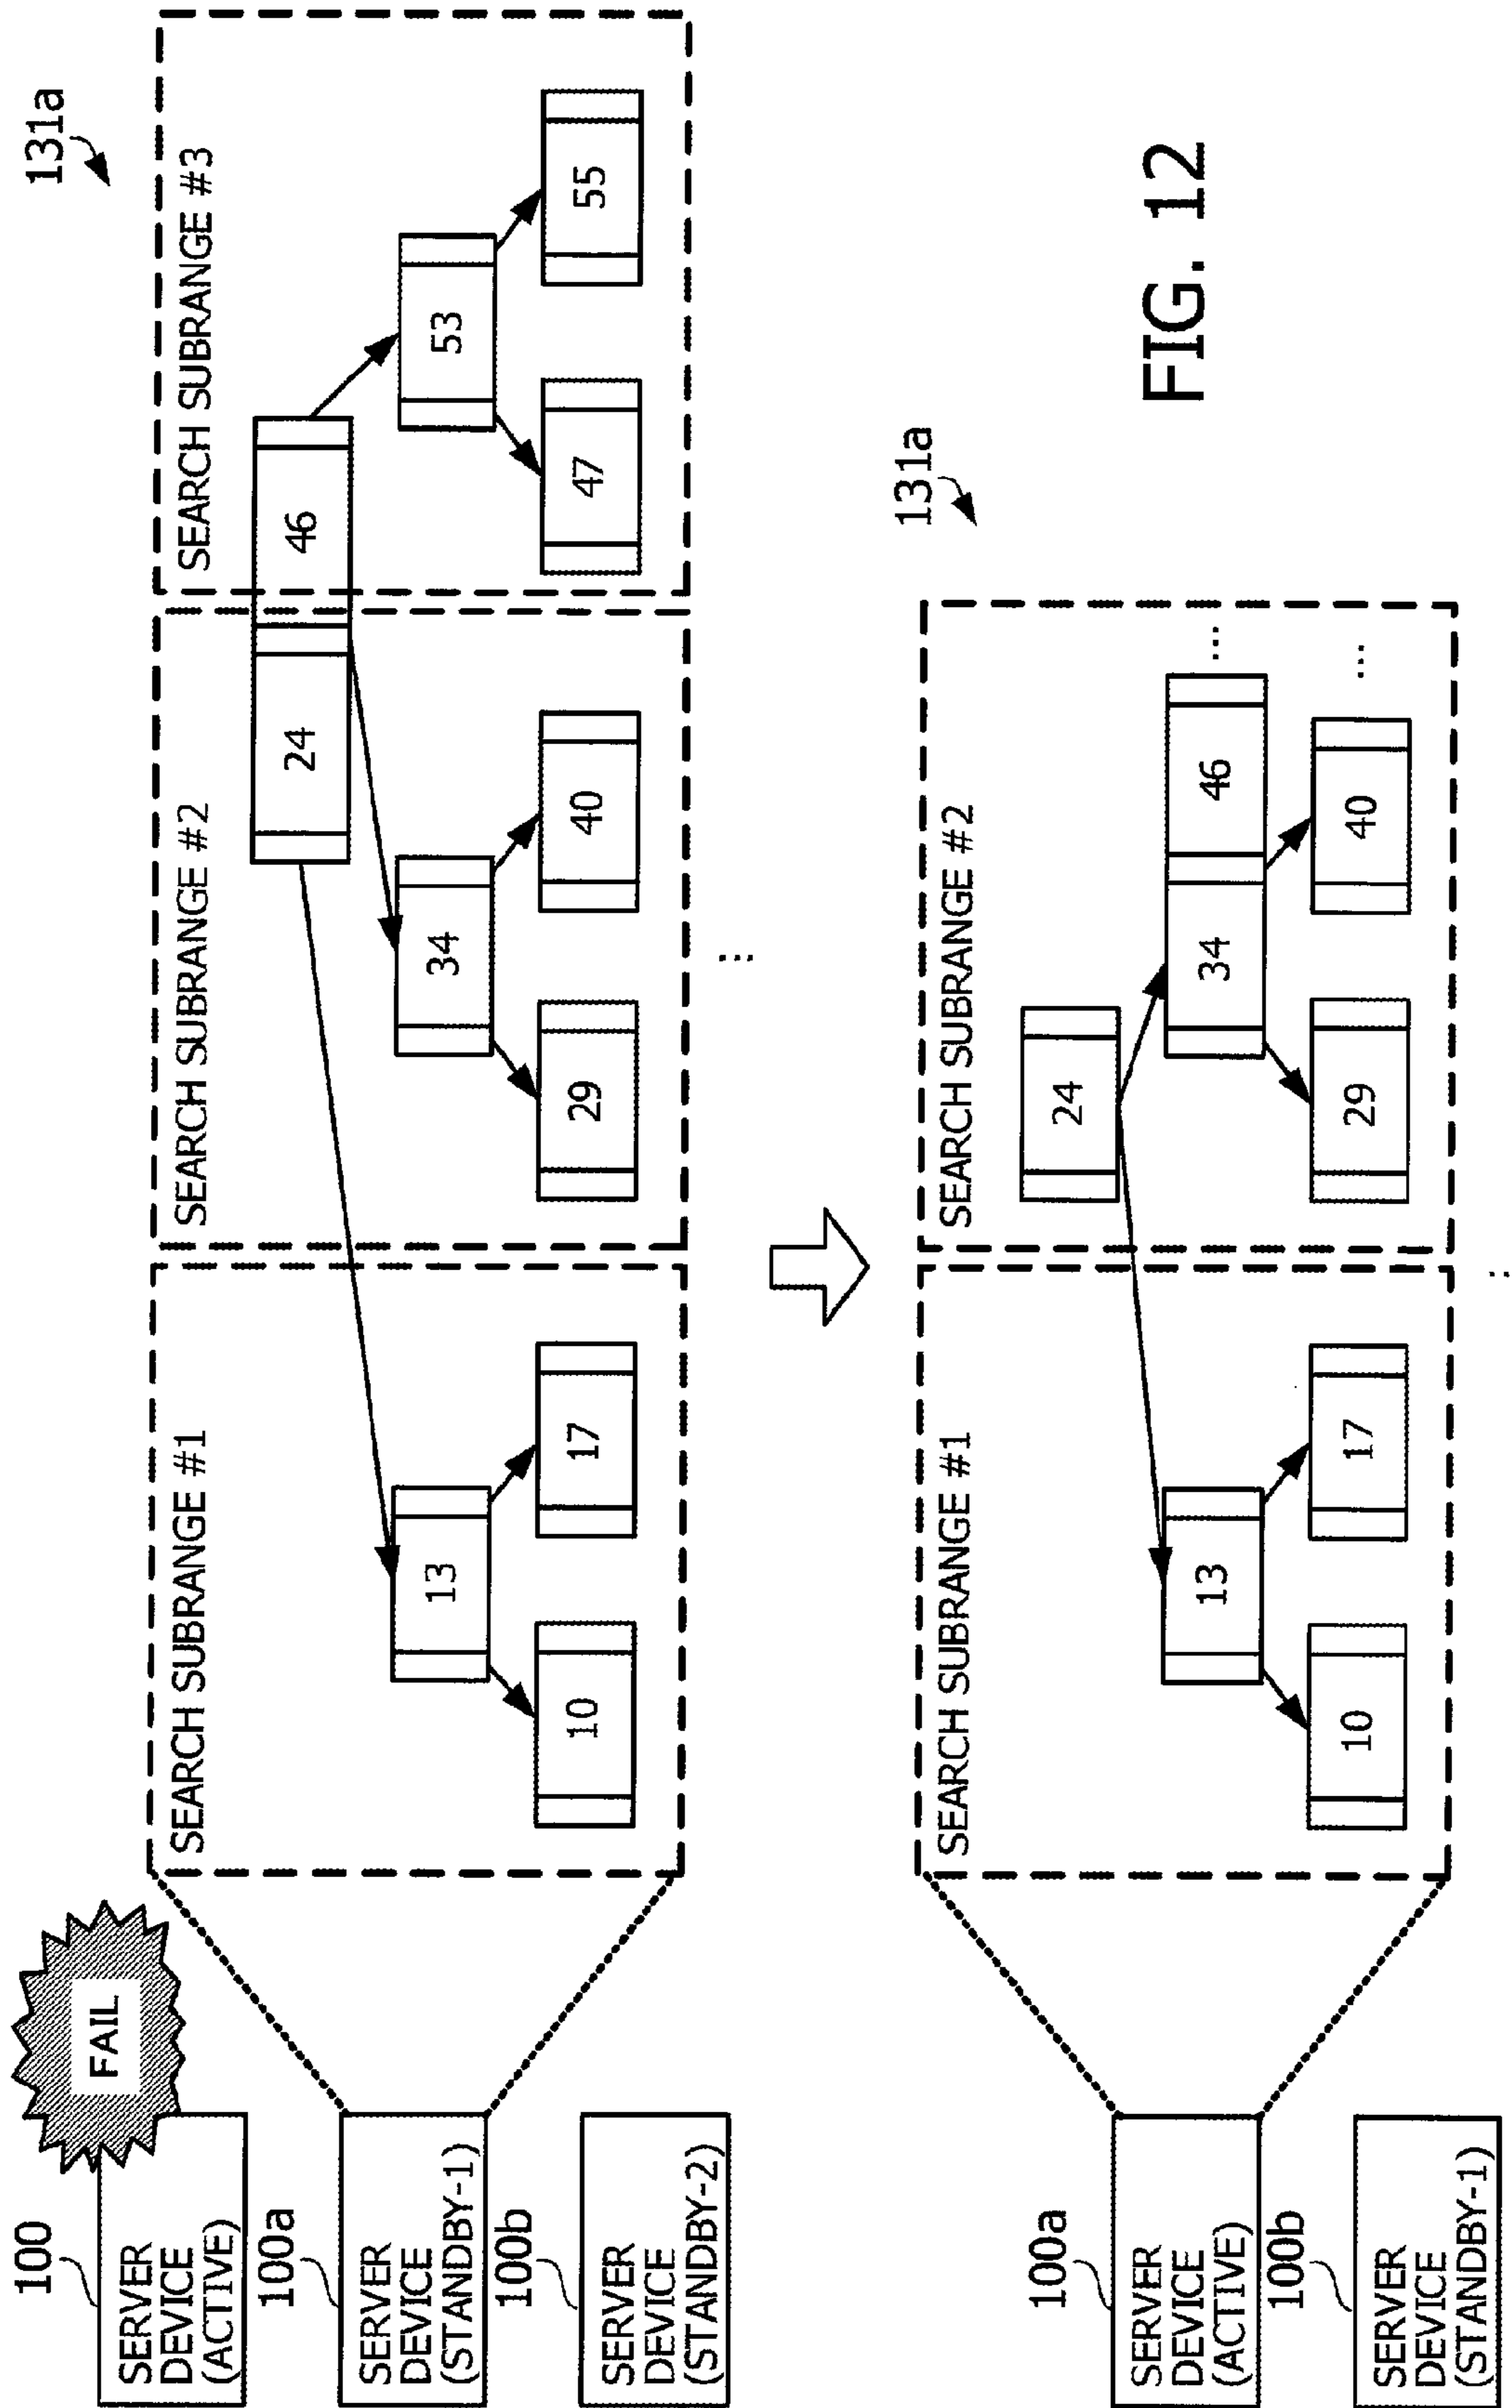 100
SERVER
DEVICE
(ACTIVE)
FAIL
100a
SERVER
DEVICE
(STANDBY-1)
100b
SERVER
DEVICE
(STANDBY-2)
131a
SEARCH SUBRANGE #1
13
10
17
SEARCH SUBRANGE #2
24
34
29
40
SEARCH SUBRANGE #3
46
53
47
55
...
100a
SERVER
DEVICE
(ACTIVE)
100b
SERVER
DEVICE
(STANDBY-1)
131a
SEARCH SUBRANGE #1
13
10
17
SEARCH SUBRANGE #2
24
34
46
...
29
40
...
...
FIG. 12